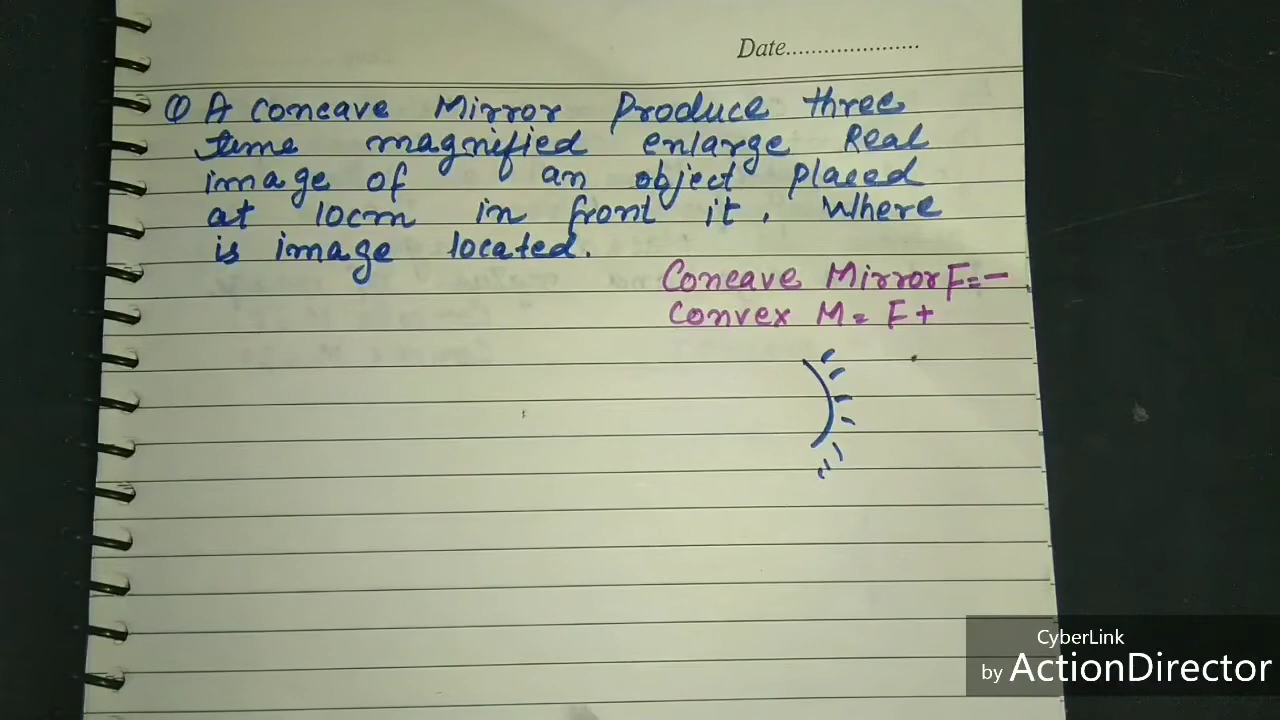 Date.....................
Q A Concave Mirror Produce three
time magnified enlarge Real
image of an object placed
at 10cm in front it. Where
is image located.
Concave Mirror F=-
Convex M= F+
CyberLink
by ActionDirector